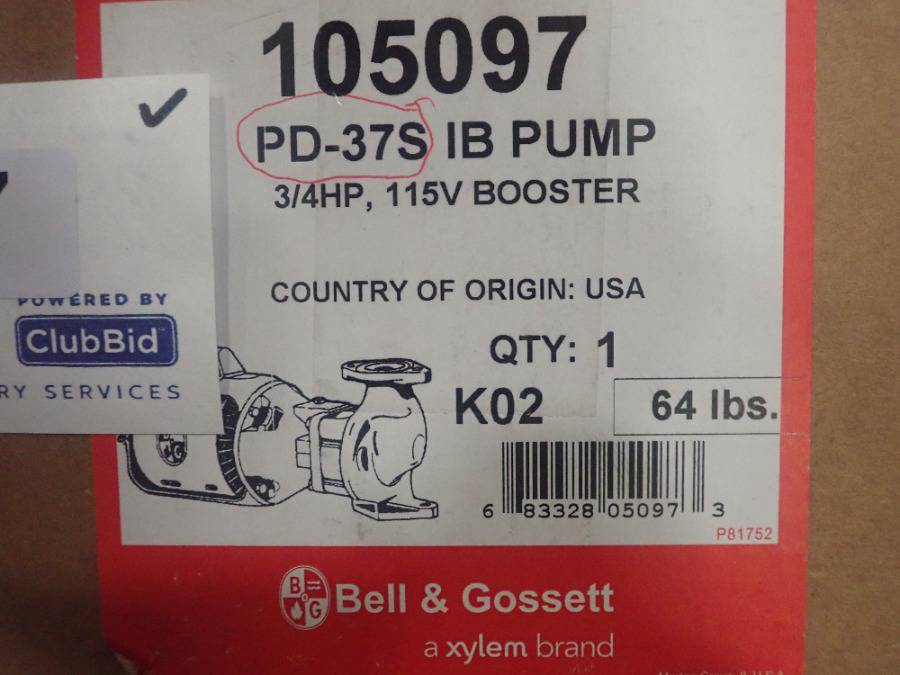 105097
PD-37S IB PUMP
3/4HP, 115V BOOSTER
COUNTRY OF ORIGIN: USA
QTY: 1
K02
64 lbs.
6 83328 05097 3
P81752
B G
Bell & Gossett
a xylem brand
7
POWERED BY
ClubBid
RY SERVICES
B G